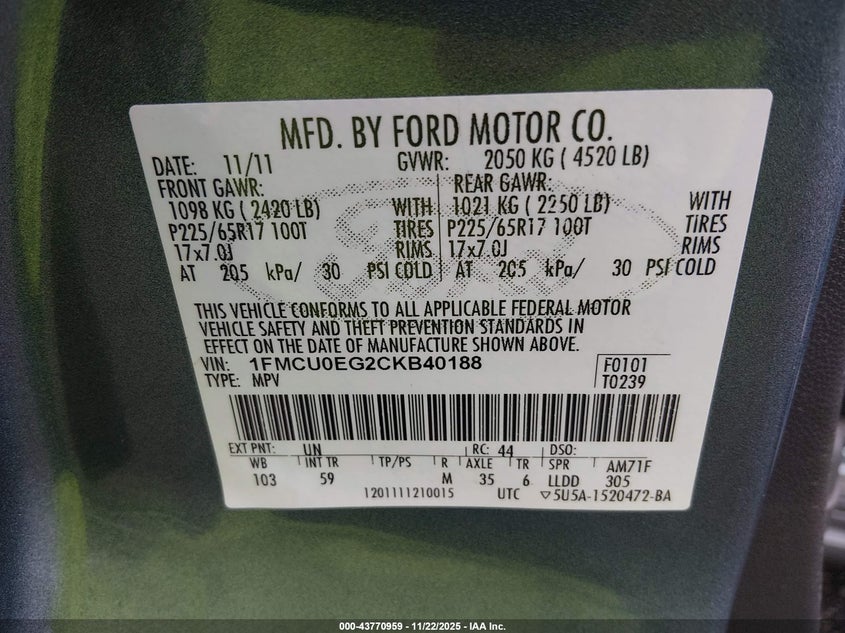 MFD. BY FORD MOTOR CO.
DATE: 11/11 GVWR: 2050 KG ( 4520 LB)
FRONT GAWR: REAR GAWR:
1098 KG ( 2420 LB) WITH 1021 KG ( 2250 LB) WITH
P225/65R17 100T TIRES P225/65R17 100T TIRES
17x7.0J RIMS 17x7.0J RIMS
AT 205 kPa/ 30 PSI COLD AT 205 kPa/ 30 PSI COLD
THIS VEHICLE CONFORMS TO ALL APPLICABLE FEDERAL MOTOR
VEHICLE SAFETY AND THEFT PREVENTION STANDARDS IN
EFFECT ON THE DATE OF MANUFACTURE SHOWN ABOVE.
VIN: 1FMCU0EG2CKB40188 F0101
TYPE: MPV T0239
EXT PNT: UN RC: 44 DSO:
WB INT TR TP/PS R AXLE TR SPR AM71F
103 59 M 35 6 LLDD 305
1201111210015 UTC ▽5U5A-1520472-BA
000-43770959 - 11/22/2025 - IAA Inc.